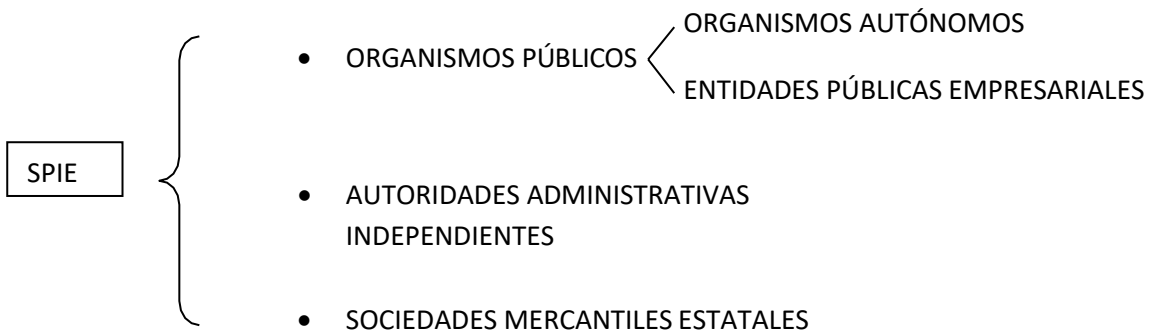 ORGANISMOS AUTÓNOMOS
• ORGANISMOS PÚBLICOS
ENTIDADES PÚBLICAS EMPRESARIALES
SPIE
• AUTORIDADES ADMINISTRATIVAS
INDEPENDIENTES
• SOCIEDADES MERCANTILES ESTATALES